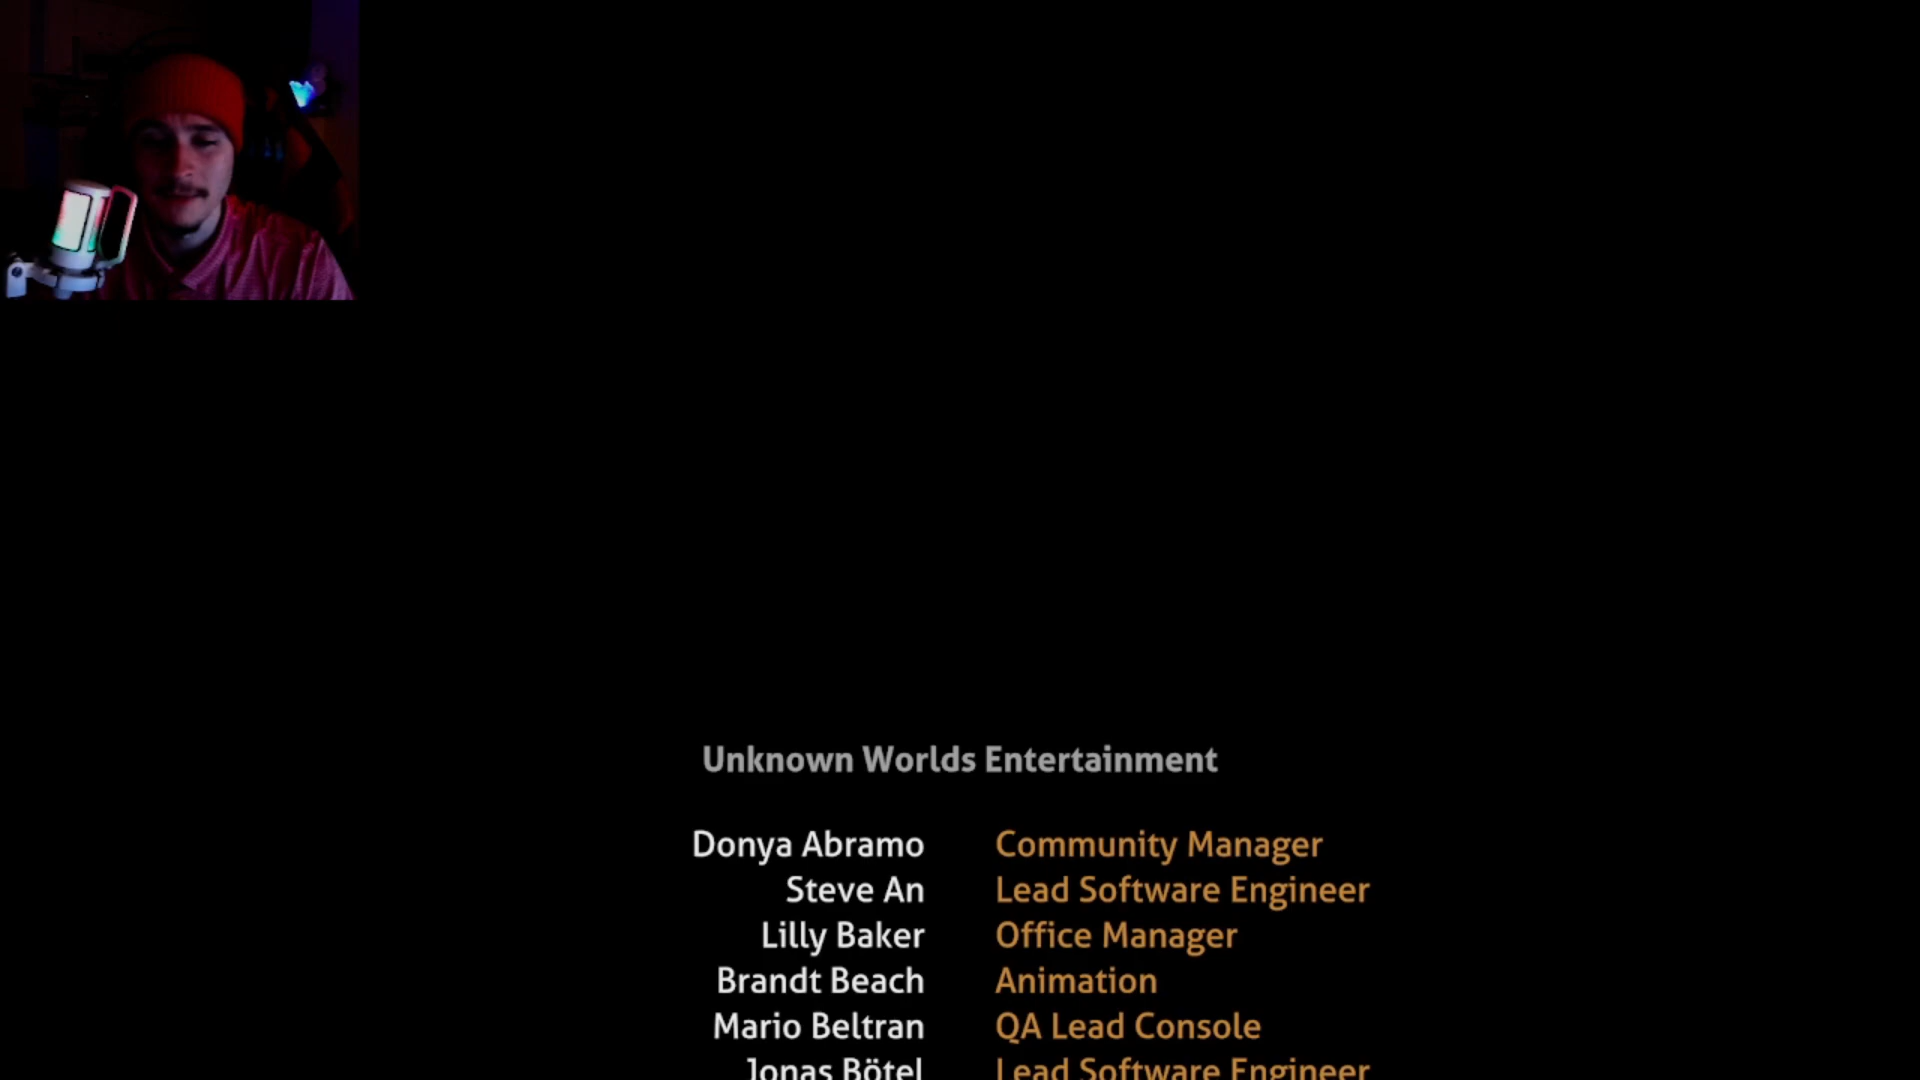 Unknown Worlds Entertainment
Donya Abramo Community Manager
Steve An Lead Software Engineer
Lilly Baker Office Manager
Brandt Beach Animation
Mario Beltran QA Lead Console
Jonas Bötel Lead Software Engineer